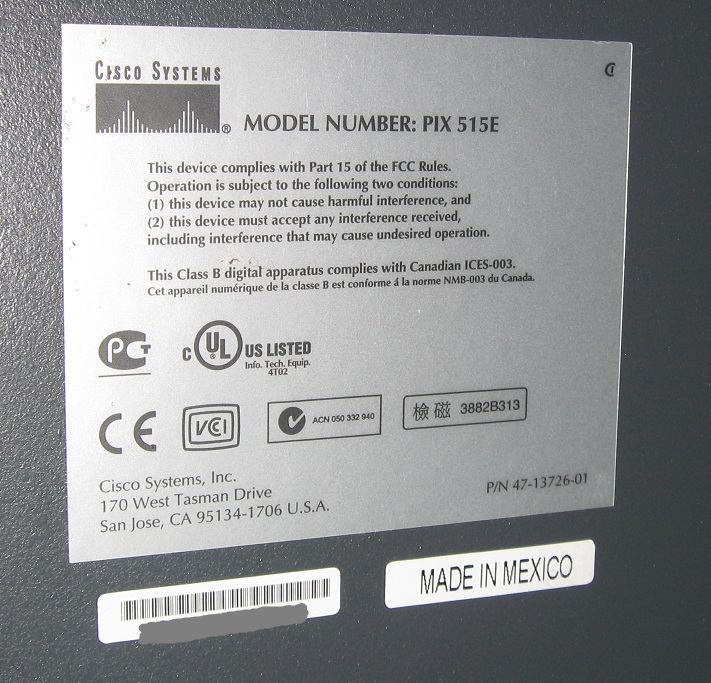 CISCO SYSTEMS
® MODEL NUMBER: PIX 515E
This device complies with Part 15 of the FCC Rules.
Operation is subject to the following two conditions:
(1) this device may not cause harmful interference, and
(2) this device must accept any interference received,
including interference that may cause undesired operation.
This Class B digital apparatus complies with Canadian ICES-003.
Cet appareil numérique de la classe B est conforme á la norme NMB-003 du Canada.
PCT
C UL ® US LISTED
Info. Tech. Equip.
4T02
CE
VCI
ACN 050 332 940
檢磁 3882B313
Cisco Systems, Inc.
170 West Tasman Drive
San Jose, CA 95134-1706 U.S.A.
P/N 47-13726-01
MADE IN MEXICO